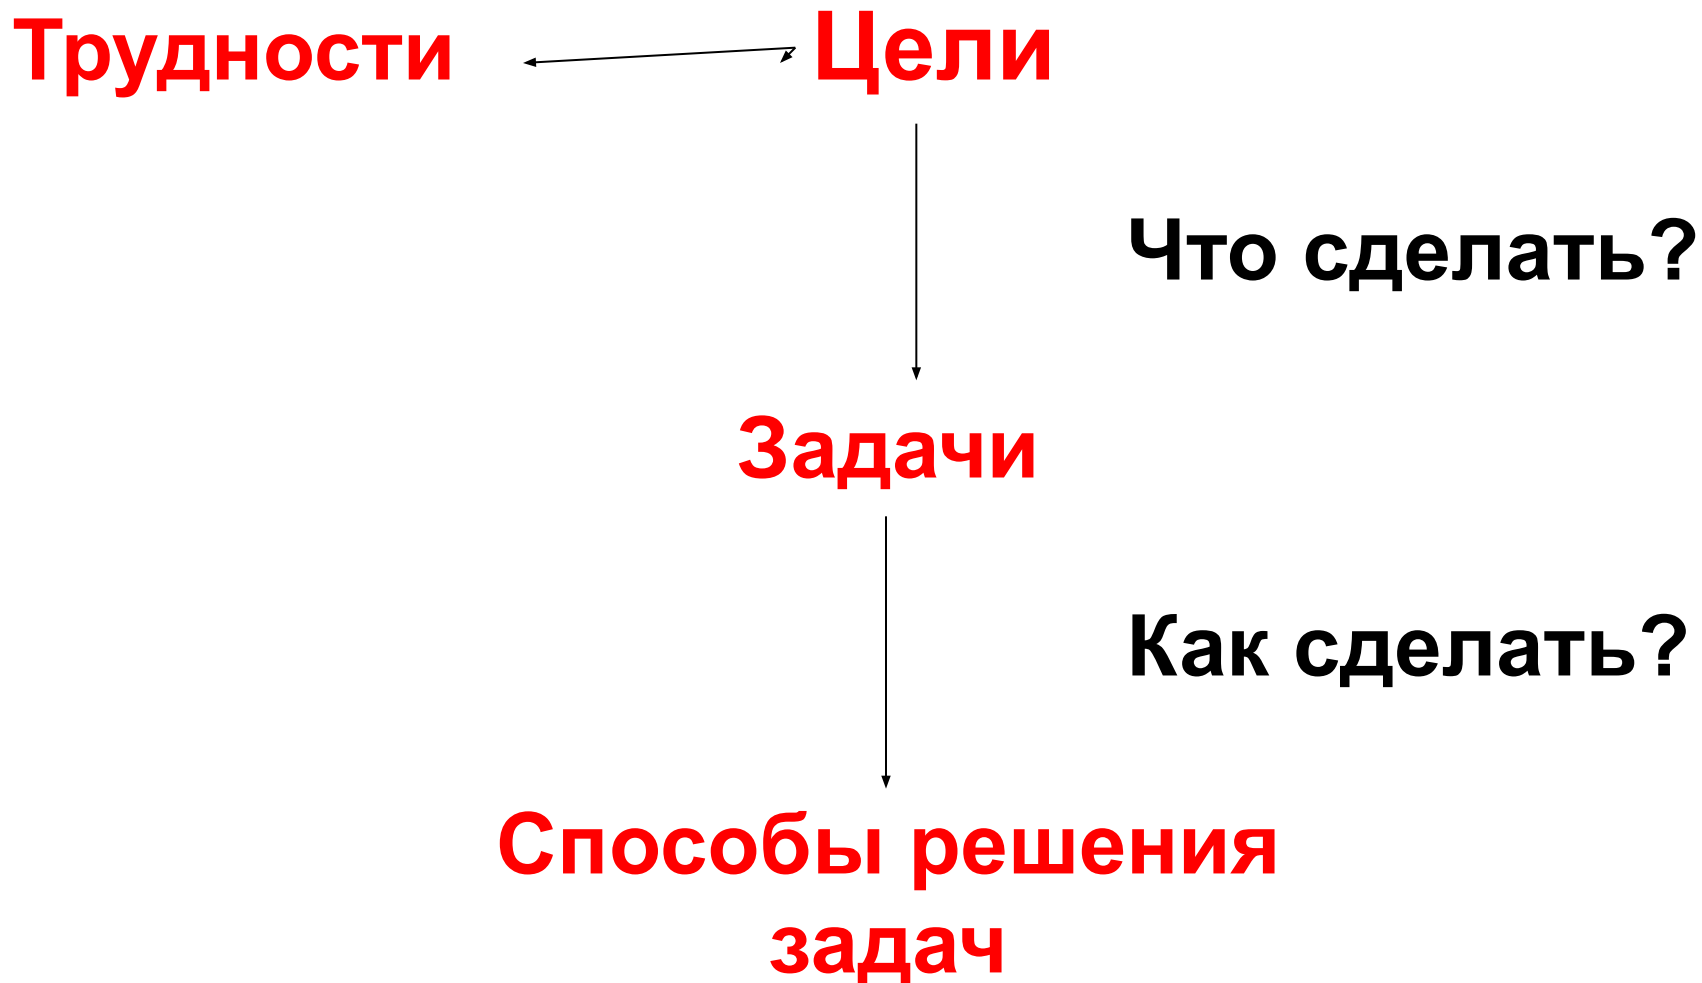 Трудности
Цели
Что сделать?
Задачи
Как сделать?
Способы решения
задач